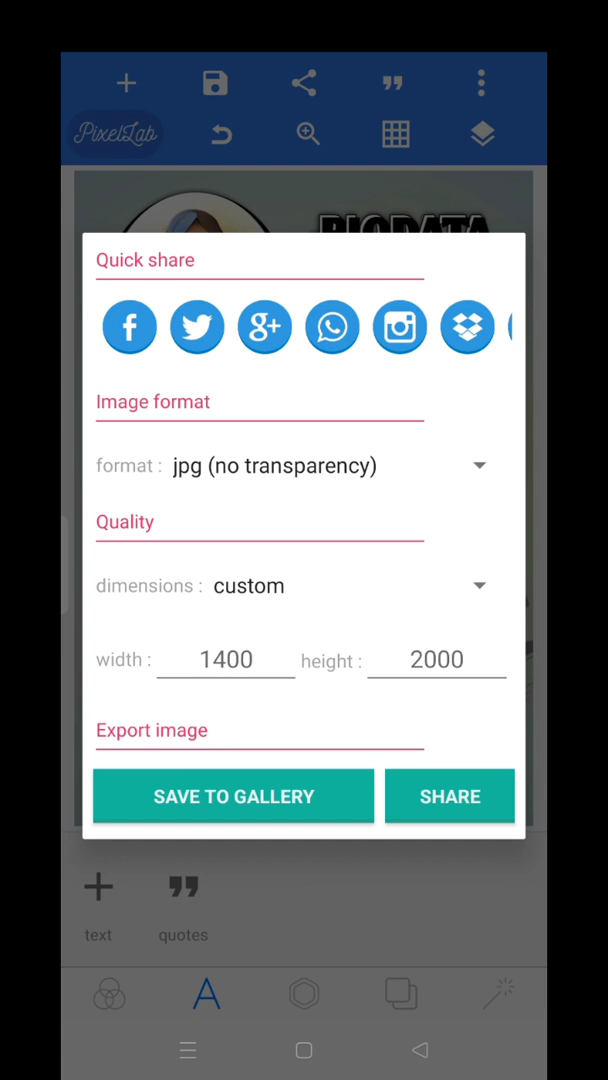 PixelLab
BIODATA
Quick share
g+
Image format
format : jpg (no transparency)
Quality
dimensions : custom
width : 1400 height : 2000
Export image
SAVE TO GALLERY SHARE
text quotes